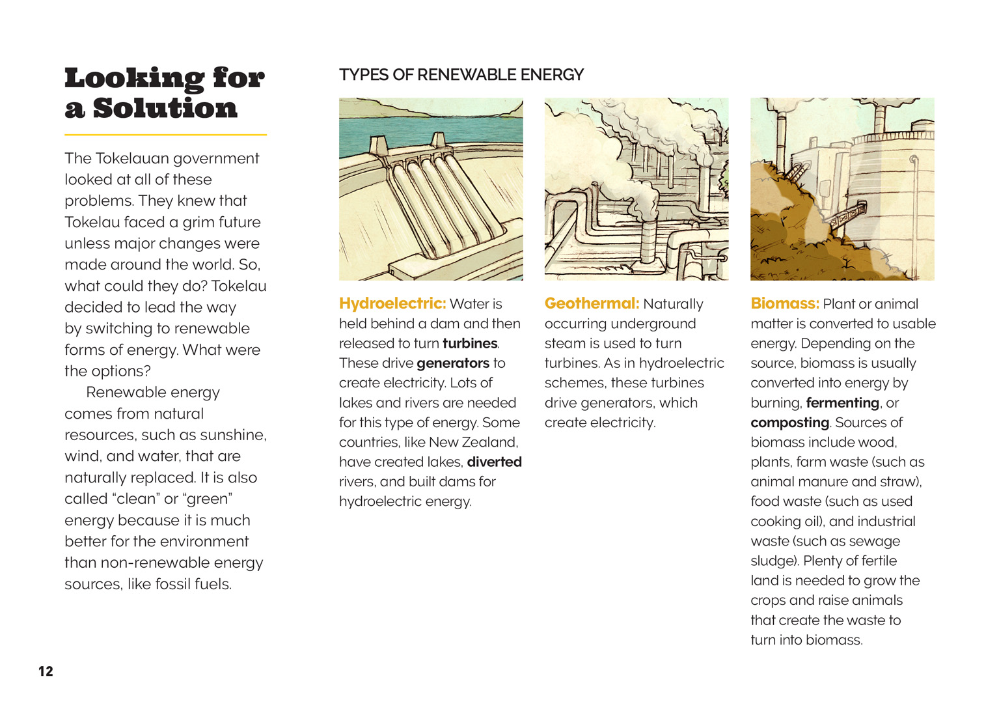 Looking for
a Solution
The Tokelauan government
looked at all of these
problems. They knew that
Tokelau faced a grim future
unless major changes were
made around the world. So,
what could they do? Tokelau
decided to lead the way
by switching to renewable
forms of energy. What were
the options?
Renewable energy
comes from natural
resources, such as sunshine,
wind, and water, that are
naturally replaced. It is also
called “clean” or “green”
energy because it is much
better for the environment
than non-renewable energy
sources, like fossil fuels.
TYPES OF RENEWABLE ENERGY
Hydroelectric: Water is
held behind a dam and then
released to turn turbines.
These drive generators to
create electricity. Lots of
lakes and rivers are needed
for this type of energy. Some
countries, like New Zealand,
have created lakes, diverted
rivers, and built dams for
hydroelectric energy.
Geothermal: Naturally
occurring underground
steam is used to turn
turbines. As in hydroelectric
schemes, these turbines
drive generators, which
create electricity.
Biomass: Plant or animal
matter is converted to usable
energy. Depending on the
source, biomass is usually
converted into energy by
burning, fermenting, or
composting. Sources of
biomass include wood,
plants, farm waste (such as
animal manure and straw),
food waste (such as used
cooking oil), and industrial
waste (such as sewage
sludge). Plenty of fertile
land is needed to grow the
crops and raise animals
that create the waste to
turn into biomass.
12